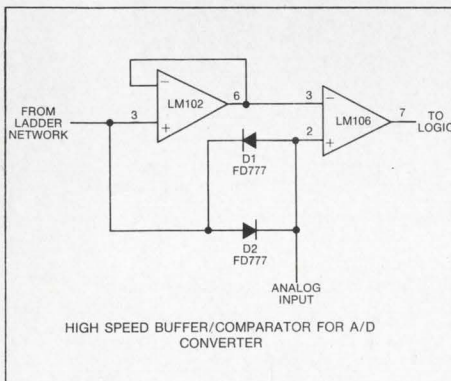 FROM
LADDER
NETWORK
3
−
+
LM102
6
3
2
−
+
LM106
7
TO
LOGIC
D1
FD777
D2
FD777
ANALOG
INPUT
HIGH SPEED BUFFER/COMPARATOR FOR A/D
CONVERTER